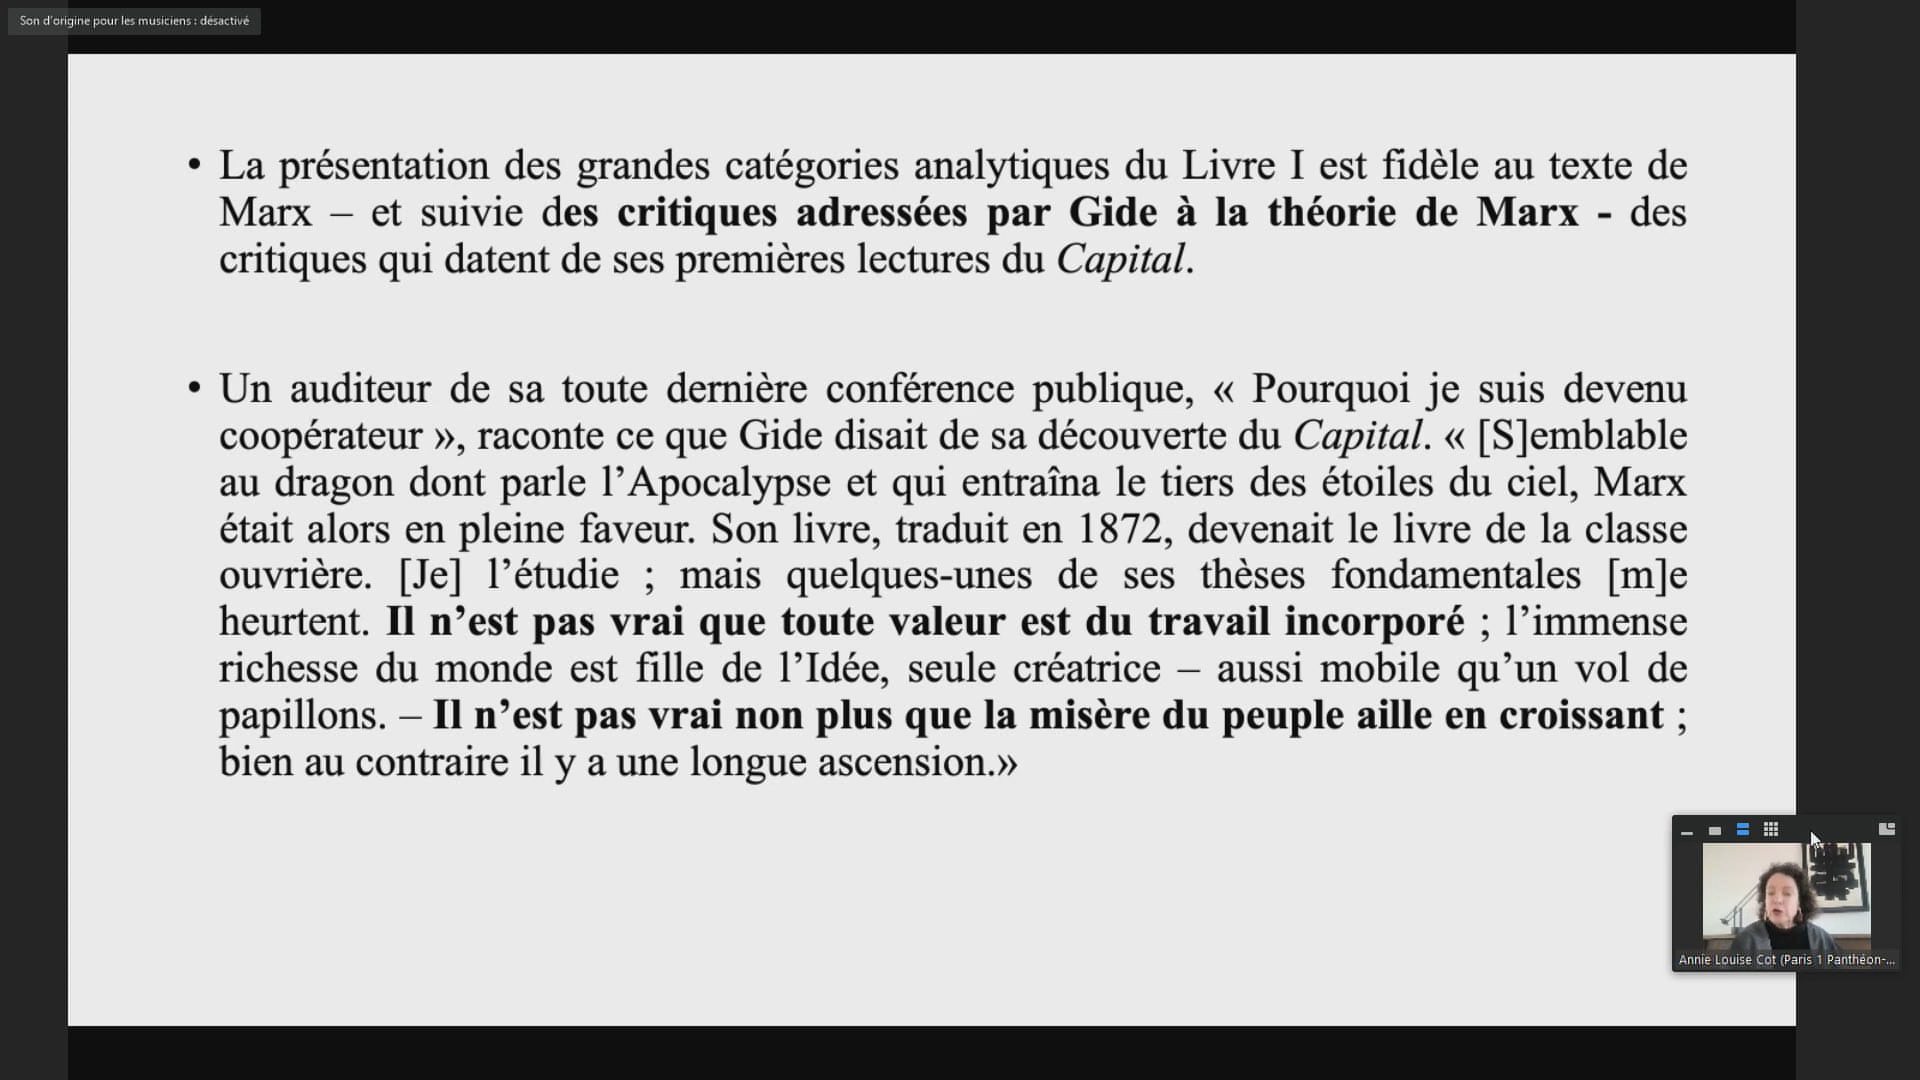 Son d'origine pour les musiciens : désactivé
• La présentation des grandes catégories analytiques du Livre I est fidèle au texte de
Marx – et suivie des critiques adressées par Gide à la théorie de Marx - des
critiques qui datent de ses premières lectures du Capital.
• Un auditeur de sa toute dernière conférence publique, « Pourquoi je suis devenu
coopérateur », raconte ce que Gide disait de sa découverte du Capital. « [S]emblable
au dragon dont parle l’Apocalypse et qui entraîna le tiers des étoiles du ciel, Marx
était alors en pleine faveur. Son livre, traduit en 1872, devenait le livre de la classe
ouvrière. [Je] l’étudie ; mais quelques-unes de ses thèses fondamentales [m]e
heurtent. Il n’est pas vrai que toute valeur est du travail incorporé ; l’immense
richesse du monde est fille de l’Idée, seule créatrice – aussi mobile qu’un vol de
papillons. – Il n’est pas vrai non plus que la misère du peuple aille en croissant ;
bien au contraire il y a une longue ascension.»
Annie Louise Cot (Paris 1 Panthéon-...